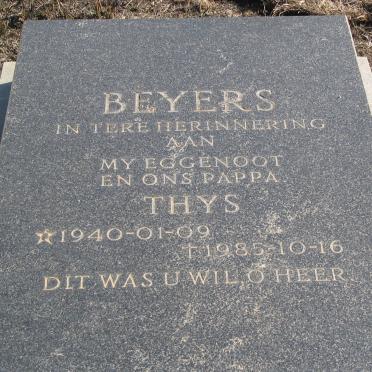 BEYERS
IN TERE HERINNERING
AAN
MY EGGENOOT
EN ONS PAPPA
THYS
☆1940-01-09
†1985-10-16
DIT WAS U WIL, O HEER